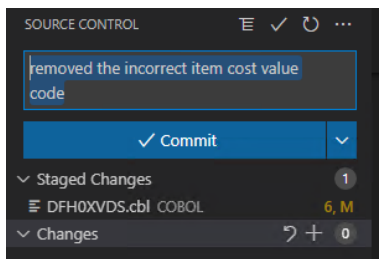 SOURCE CONTROL
removed the incorrect item cost value
code
Commit
Staged Changes 1
DFH0XVDS.cbl COBOL 6, M
Changes 0